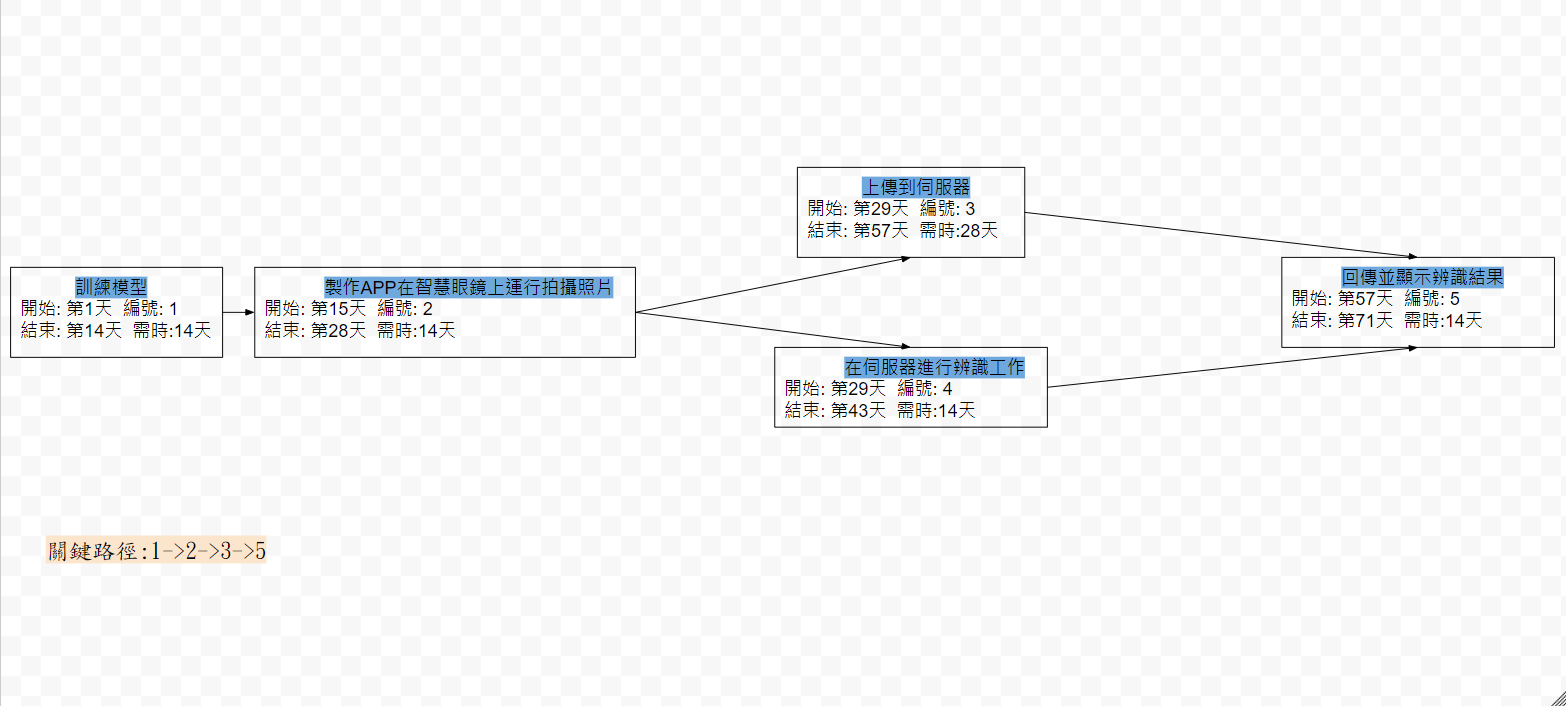 訓練模型
開始: 第1天 編號: 1
結束: 第14天 需時:14天
製作APP在智慧眼鏡上運行拍攝照片
開始: 第15天 編號: 2
結束: 第28天 需時:14天
上傳到伺服器
開始: 第29天 編號: 3
結束: 第57天 需時:28天
在伺服器進行辨識工作
開始: 第29天 編號: 4
結束: 第43天 需時:14天
回傳並顯示辨識結果
開始: 第57天 編號: 5
結束: 第71天 需時:14天
關鍵路徑:1->2->3->5